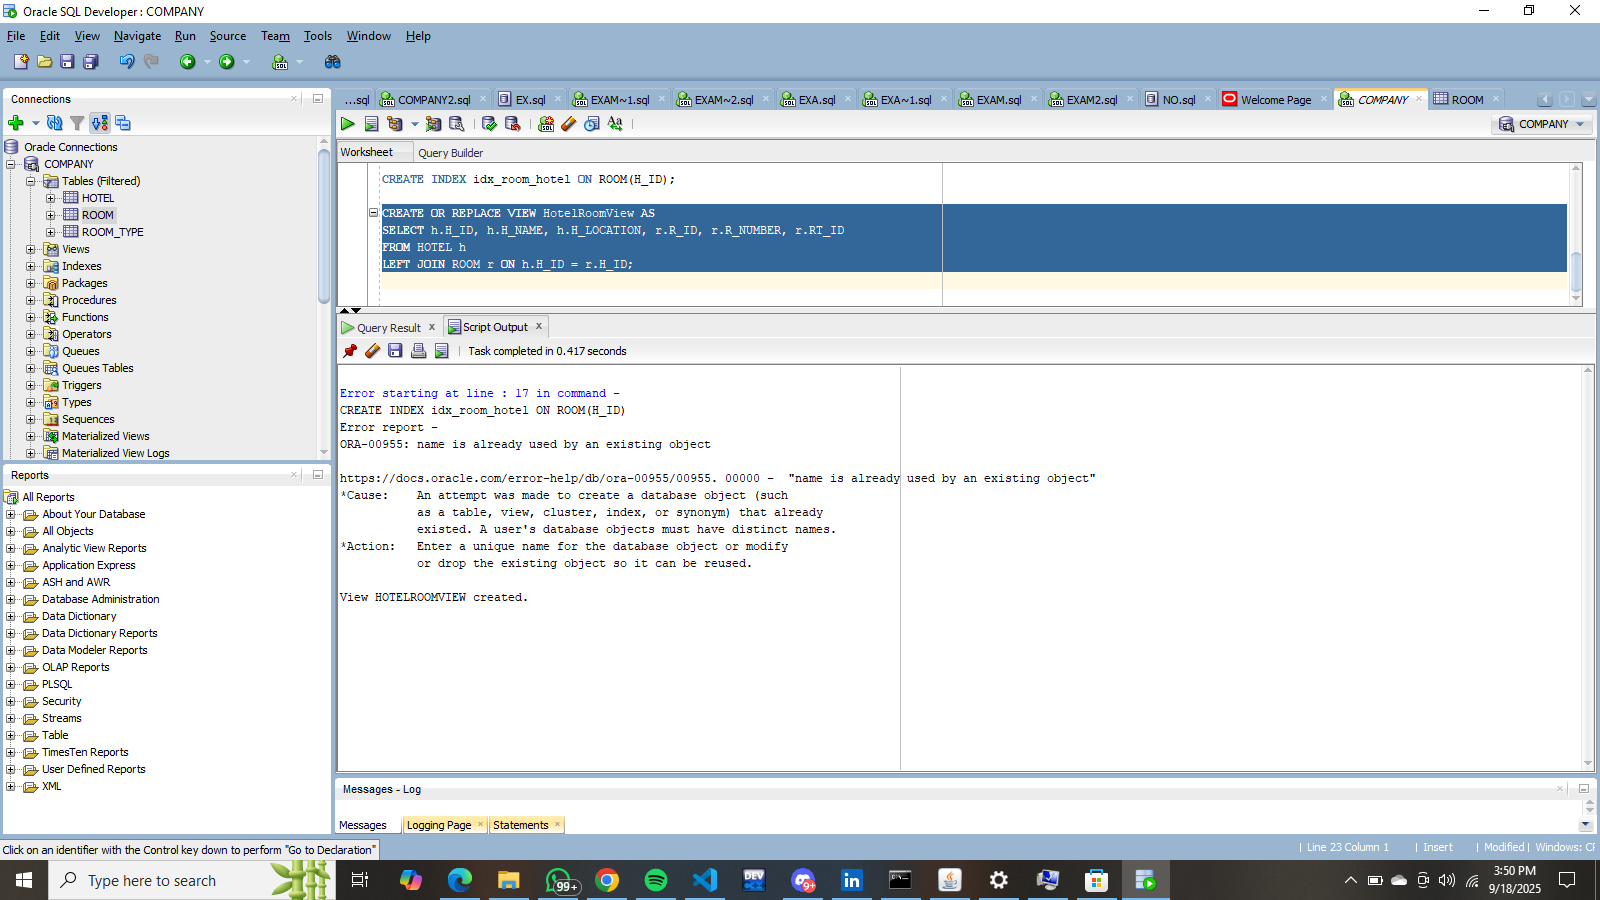 Oracle SQL Developer : COMPANY
File Edit View Navigate Run Source Team Tools Window Help
Connections
Oracle Connections
COMPANY
Tables (Filtered)
HOTEL
ROOM
ROOM_TYPE
Views
Indexes
Packages
Procedures
Functions
Operators
Queues
Queues Tables
Triggers
Types
Sequences
Materialized Views
Materialized View Logs
Reports
All Reports
About Your Database
All Objects
Analytic View Reports
Application Express
ASH and AWR
Database Administration
Data Dictionary
Data Dictionary Reports
Data Modeler Reports
OLAP Reports
PLSQL
Security
Streams
Table
TimesTen Reports
User Defined Reports
XML
...sql COMPANY2.sql EX.sql EXAM~1.sql EXAM~2.sql EXA.sql EXA~1.sql EXAM.sql EXAM2.sql NO.sql Welcome Page COMPANY ROOM
COMPANY
Worksheet Query Builder
CREATE INDEX idx_room_hotel ON ROOM(H_ID);
CREATE OR REPLACE VIEW HotelRoomView AS
SELECT h.H_ID, h.H_NAME, h.H_LOCATION, r.R_ID, r.R_NUMBER, r.RT_ID
FROM HOTEL h
LEFT JOIN ROOM r ON h.H_ID = r.H_ID;
Query Result x Script Output x
Task completed in 0.417 seconds
Error starting at line : 17 in command -
CREATE INDEX idx_room_hotel ON ROOM(H_ID)
Error report -
ORA-00955: name is already used by an existing object
https://docs.oracle.com/error-help/db/ora-00955/00955. 00000 - "name is already used by an existing object"
*Cause: An attempt was made to create a database object (such
as a table, view, cluster, index, or synonym) that already
existed. A user's database objects must have distinct names.
*Action: Enter a unique name for the database object or modify
or drop the existing object so it can be reused.
View HOTELROOMVIEW created.
Messages - Log
Messages Logging Page Statements
Click on an identifier with the Control key down to perform "Go to Declaration"
| Line 23 Column 1 | Insert | Modified | Windows: CF
Type here to search
99+
DEV
9+
3:50 PM
9/18/2025